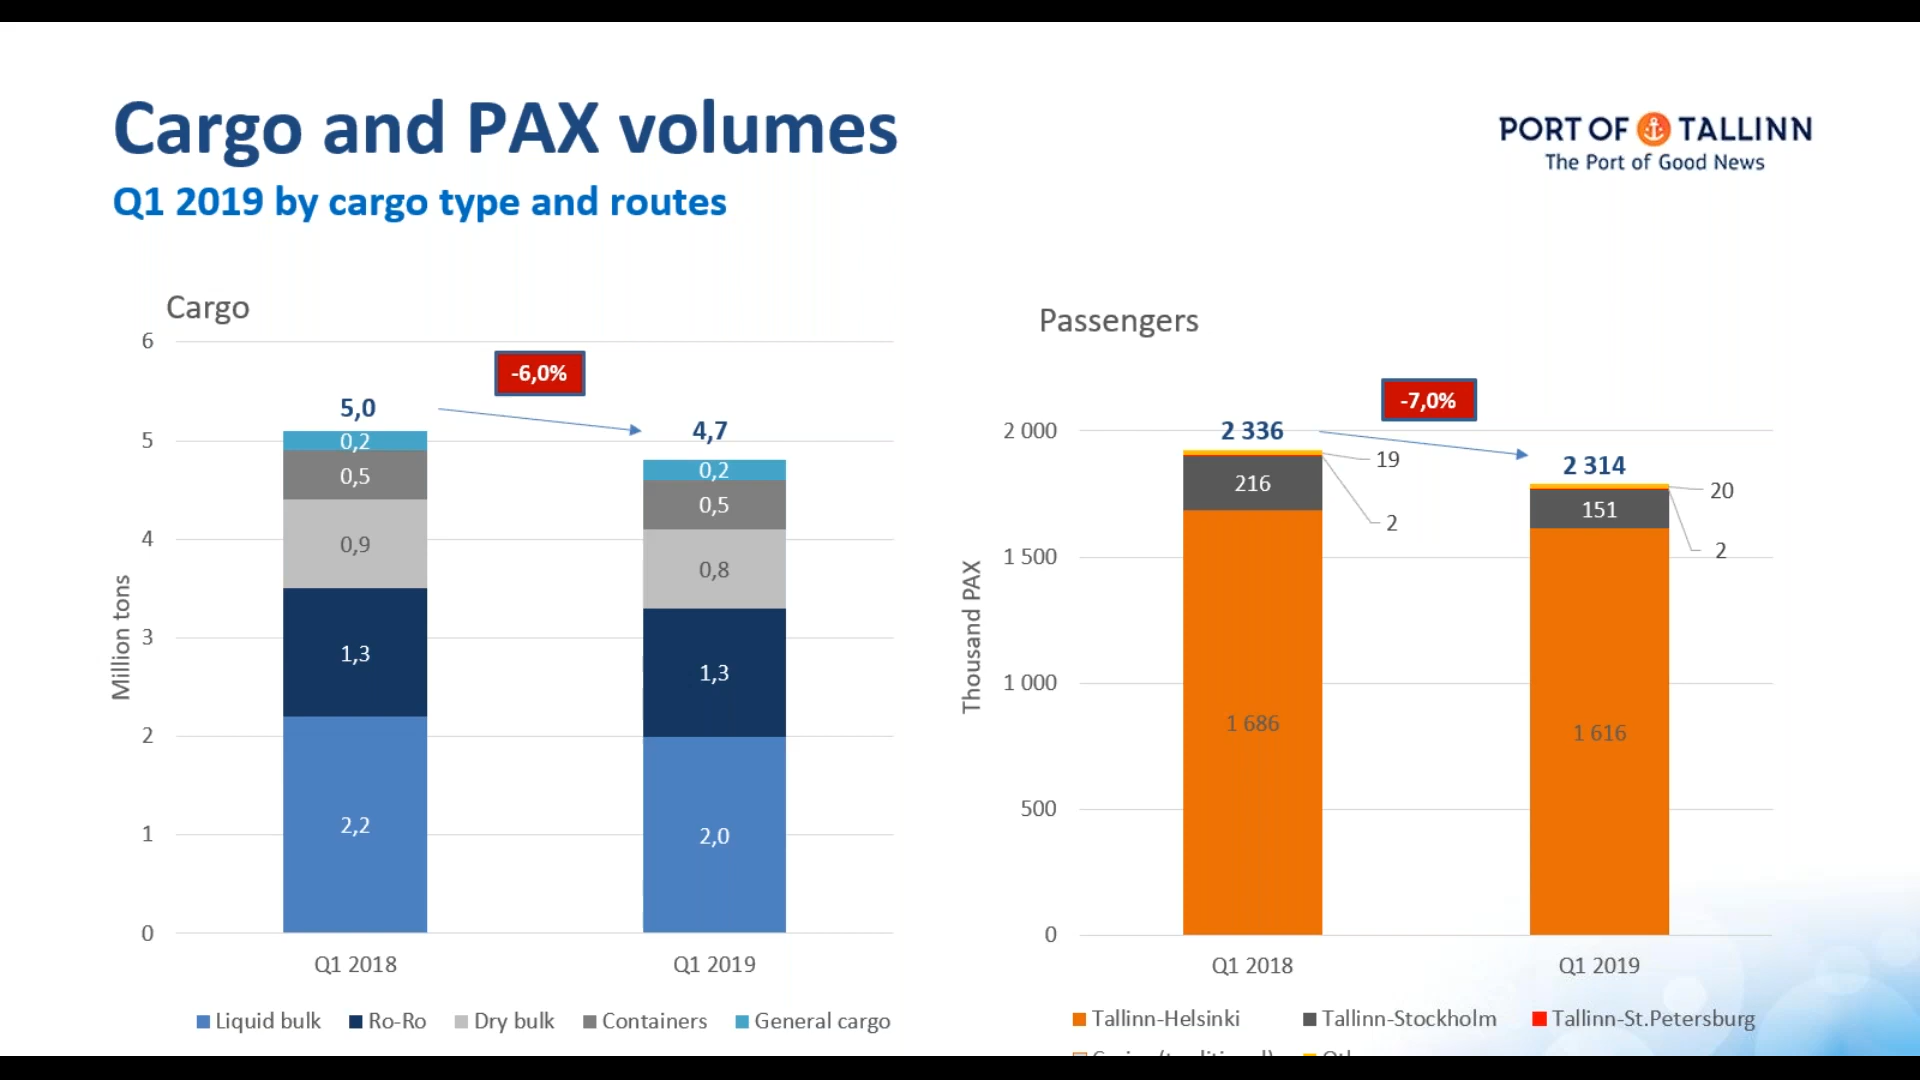 Cargo and PAX volumes
Q1 2019 by cargo type and routes
PORT OF TALLINN
The Port of Good News
Cargo
6
5
4
3
2
1
0
Million tons
-6,0%
5,0
4,7
0,2
0,5
0,9
1,3
2,2
0,2
0,5
0,8
1,3
2,0
Q1 2018
Q1 2019
Liquid bulk Ro-Ro Dry bulk Containers General cargo
Passengers
2 000
1 500
1 000
500
0
Thousand PAX
-7,0%
2 336
2 314
19
216
2
1 686
20
151
2
1 616
Q1 2018
Q1 2019
Tallinn-Helsinki Tallinn-Stockholm Tallinn-St.Petersburg